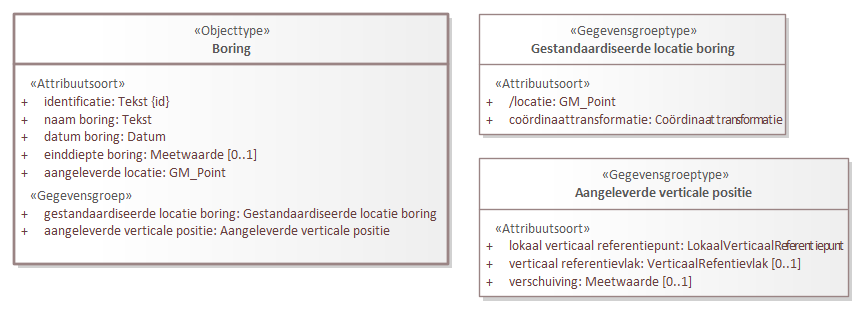 «Objecttype»
Boring
«Attribuutsoort»
+ identificatie: Tekst {id}
+ naam boring: Tekst
+ datum boring: Datum
+ einddiepte boring: Meetwaarde [0..1]
+ aangeleverde locatie: GM_Point
«Gegevensgroep»
+ gestandaardiseerde locatie boring: Gestandaardiseerde locatie boring
+ aangeleverde verticale positie: Aangeleverde verticale positie
«Gegevensgroeptype»
Gestandaardiseerde locatie boring
«Attribuutsoort»
+ /locatie: GM_Point
+ coördinaattransformatie: Coördinaattransformatie
«Gegevensgroeptype»
Aangeleverde verticale positie
«Attribuutsoort»
+ lokaal verticaal referentiepunt: LokaalVerticaalReferentiepunt
+ verticaal referentievlak: VerticaalRefentievlak [0..1]
+ verschuiving: Meetwaarde [0..1]